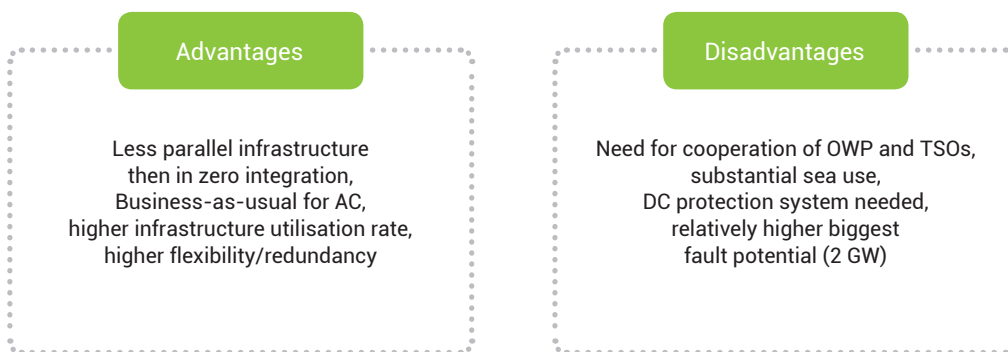 Advantages
Less parallel infrastructure
then in zero integration,
Business-as-usual for AC,
higher infrastructure utilisation rate,
higher flexibility/redundancy
Disadvantages
Need for cooperation of OWP and TSOs,
substantial sea use,
DC protection system needed,
relatively higher biggest
fault potential (2 GW)